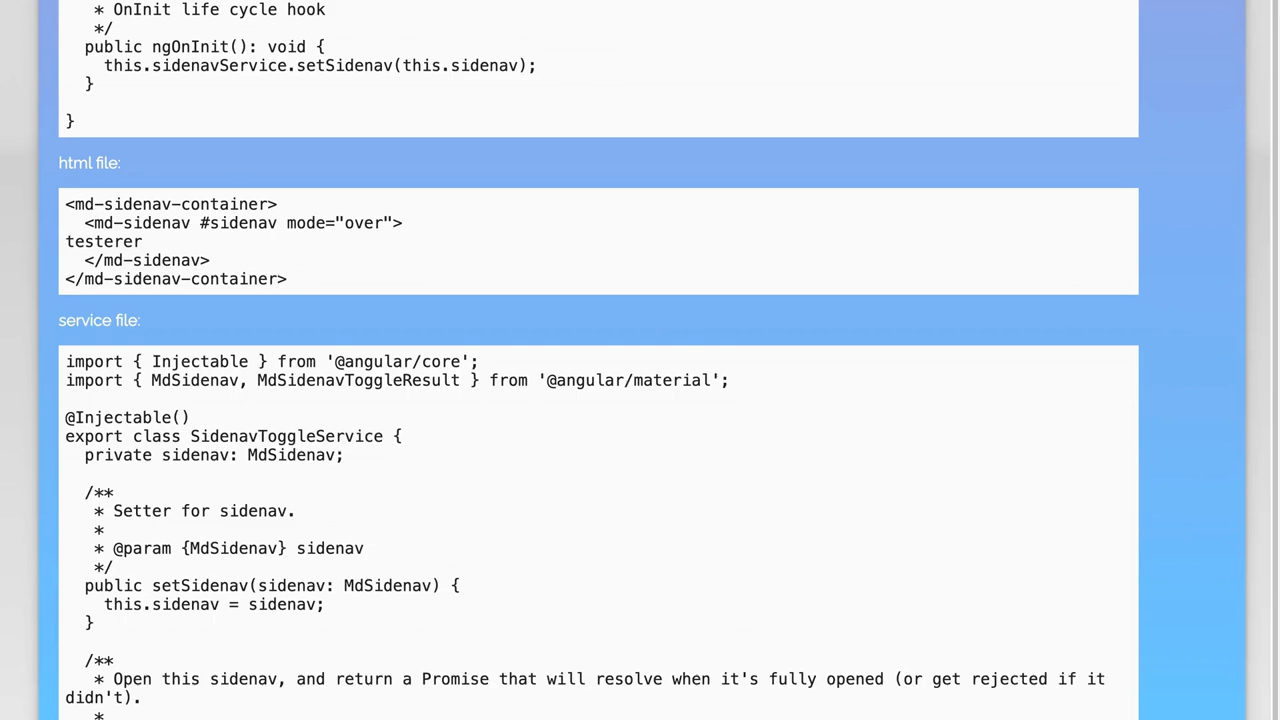 * OnInit life cycle hook
   */
  public ngOnInit(): void {
    this.sidenavService.setSidenav(this.sidenav);
  }
}
html file:
<md-sidenav-container>
  <md-sidenav #sidenav mode="over">
testerer
  </md-sidenav>
</md-sidenav-container>
service file:
import { Injectable } from '@angular/core';
import { MdSidenav, MdSidenavToggleResult } from '@angular/material';
@Injectable()
export class SidenavToggleService {
  private sidenav: MdSidenav;
  /**
   * Setter for sidenav.
   *
   * @param {MdSidenav} sidenav
   */
  public setSidenav(sidenav: MdSidenav) {
    this.sidenav = sidenav;
  }
  /**
   * Open this sidenav, and return a Promise that will resolve when it's fully opened (or get rejected if it
didn't).
   *